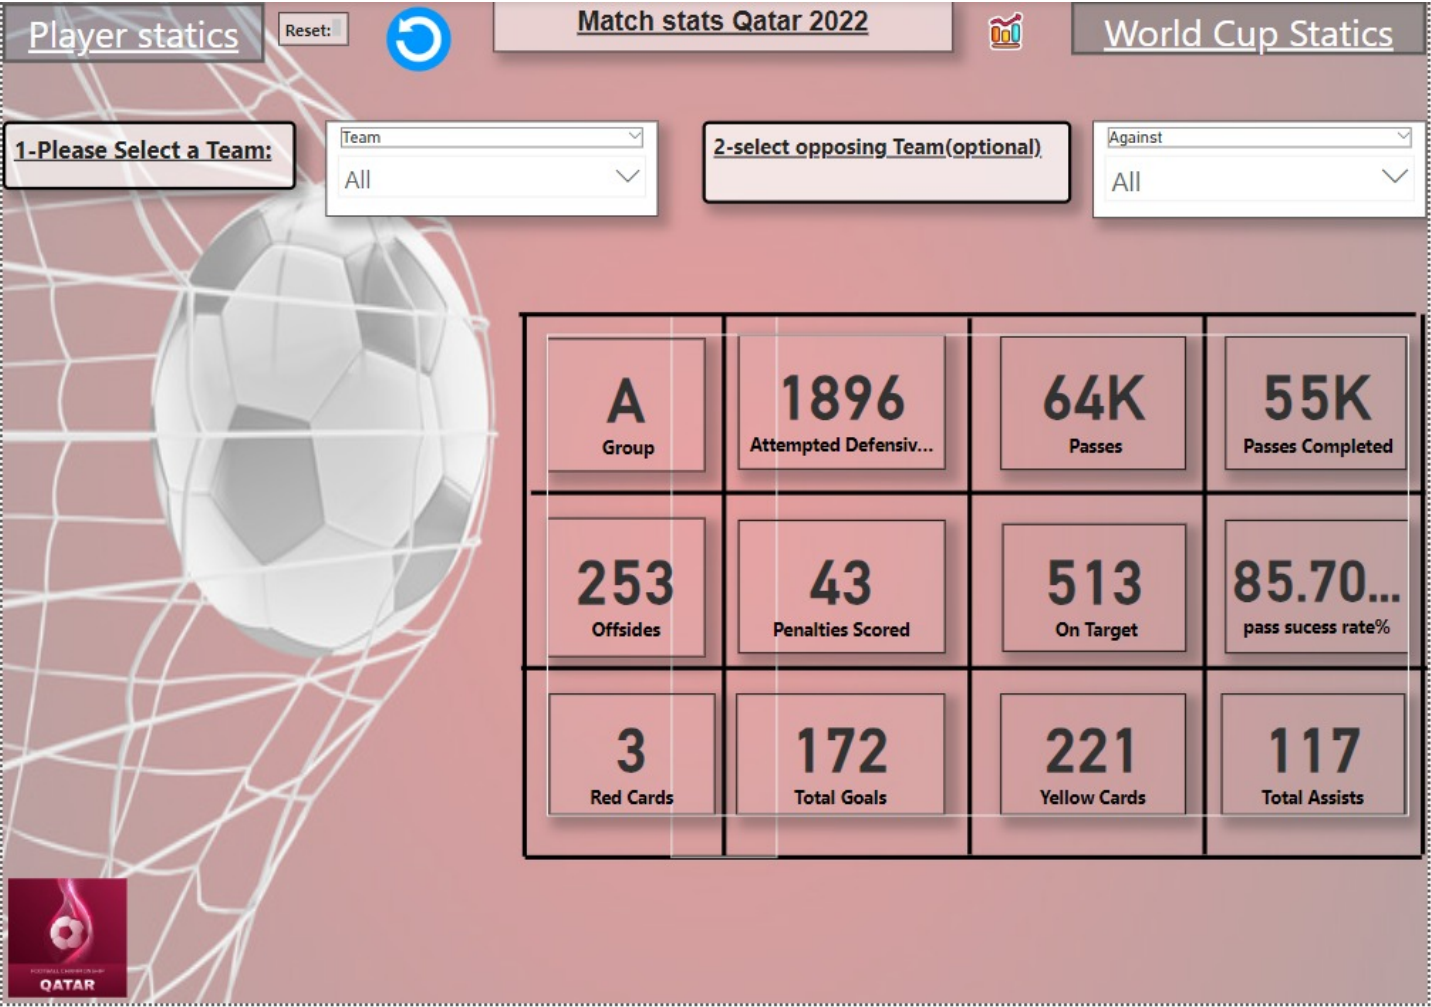 Player statics
Reset:
Match stats Qatar 2022
World Cup Statics
1-Please Select a Team:
Team
All
2-select opposing Team(optional)
Against
All
A
Group
1896
Attempted Defensiv...
64K
Passes
55K
Passes Completed
253
Offsides
43
Penalties Scored
513
On Target
85.70...
pass sucess rate%
3
Red Cards
172
Total Goals
221
Yellow Cards
117
Total Assists
FOOTBALL CHAMPIONSHIP
QATAR